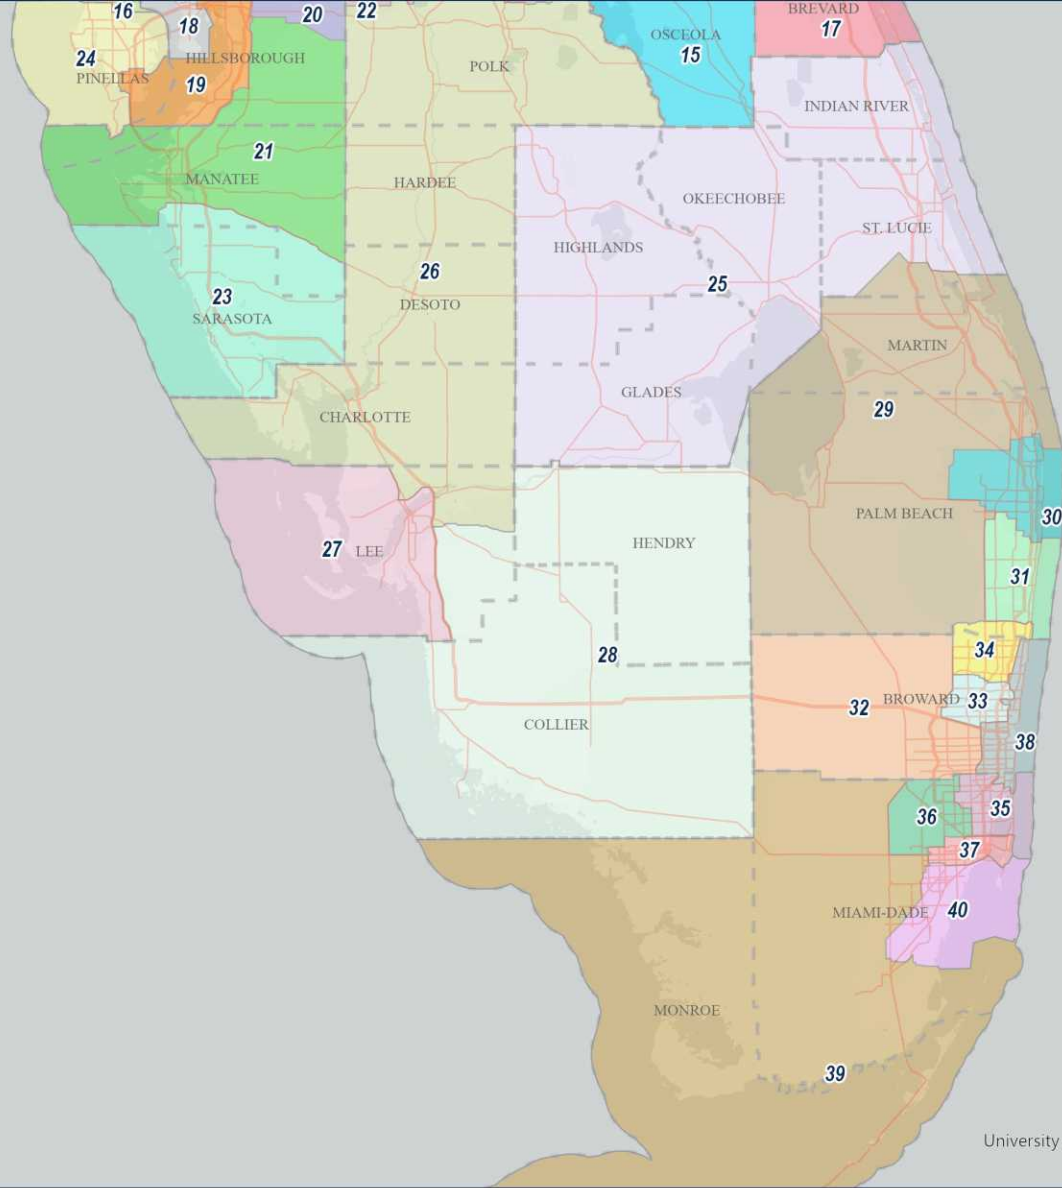 16
18
20
22
BREVARD
17
OSCEOLA
15
24
PINELLAS
HILLSBOROUGH
19
POLK
INDIAN RIVER
21
MANATEE
HARDEE
OKEECHOBEE
HIGHLANDS
ST. LUCIE
26
DESOTO
25
23
SARASOTA
MARTIN
GLADES
29
CHARLOTTE
PALM BEACH
30
27
LEE
HENDRY
31
28
34
32
BROWARD
33
COLLIER
38
36
35
37
MIAMI-DADE
40
MONROE
39
University